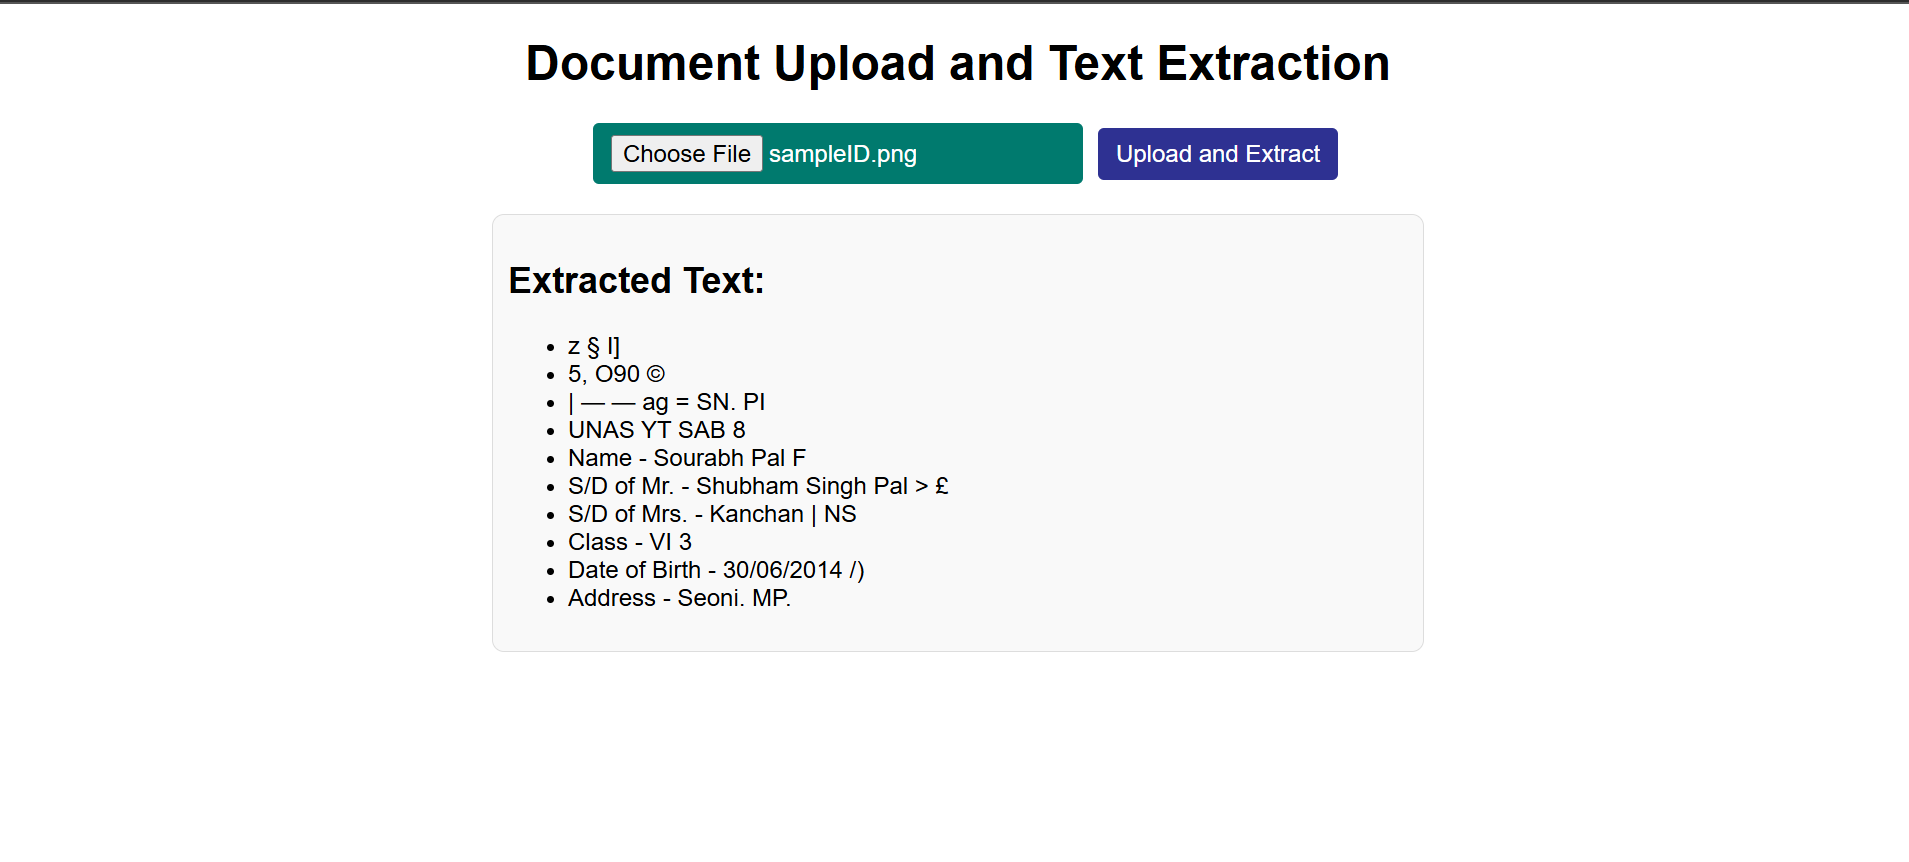 Document Upload and Text Extraction
Choose File sampleID.png Upload and Extract
Extracted Text:
z § I]
5, O90 ©
| — — ag = SN. PI
UNAS YT SAB 8
Name - Sourabh Pal F
S/D of Mr. - Shubham Singh Pal > £
S/D of Mrs. - Kanchan | NS
Class - VI 3
Date of Birth - 30/06/2014 /)
Address - Seoni. MP.